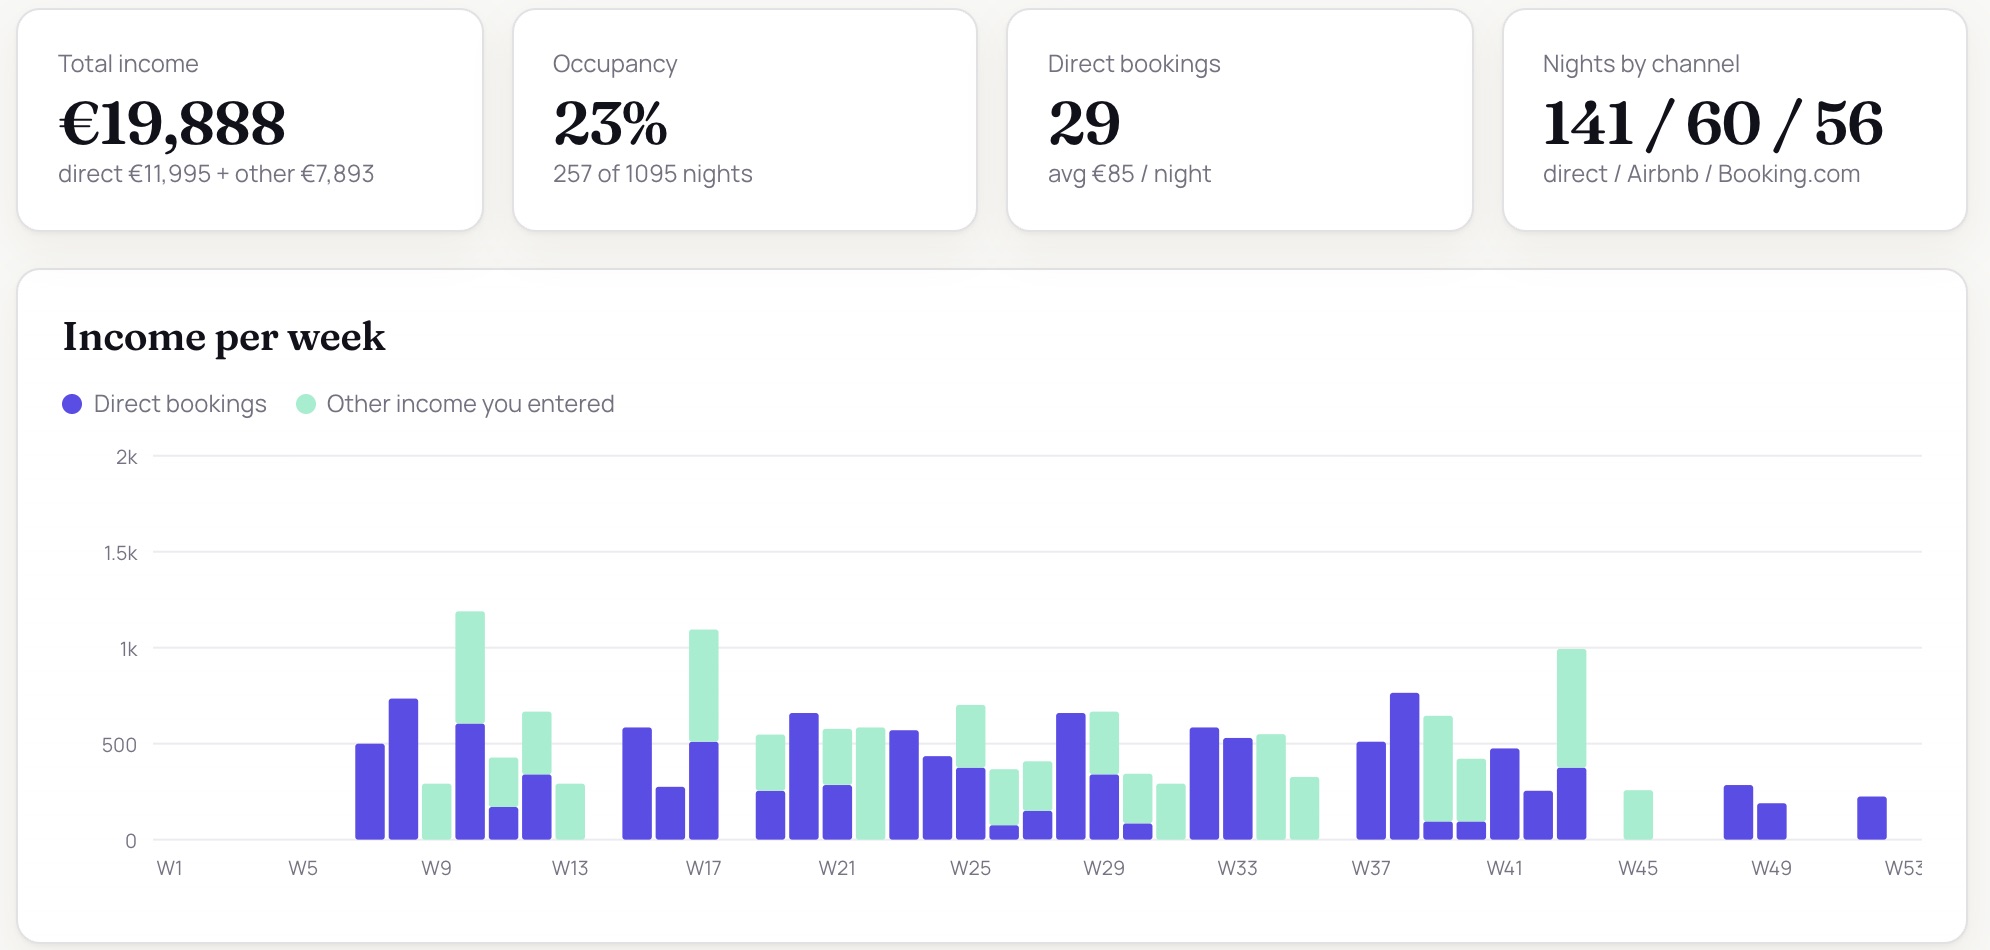 Total income
€19,888
direct €11,995 + other €7,893
Occupancy
23%
257 of 1095 nights
Direct bookings
29
avg €85 / night
Nights by channel
141 / 60 / 56
direct / Airbnb / Booking.com
Income per week
Direct bookings
Other income you entered
2k
1.5k
1k
500
0
W1 W5 W9 W13 W17 W21 W25 W29 W33 W37 W41 W45 W49 W53